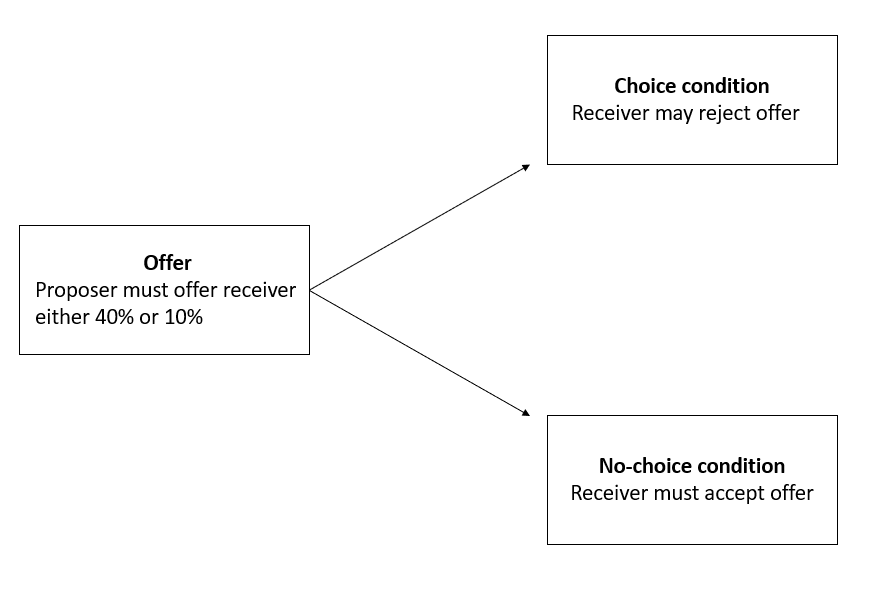 Choice condition
Receiver may reject offer
Offer
Proposer must offer receiver
either 40% or 10%
No-choice condition
Receiver must accept offer